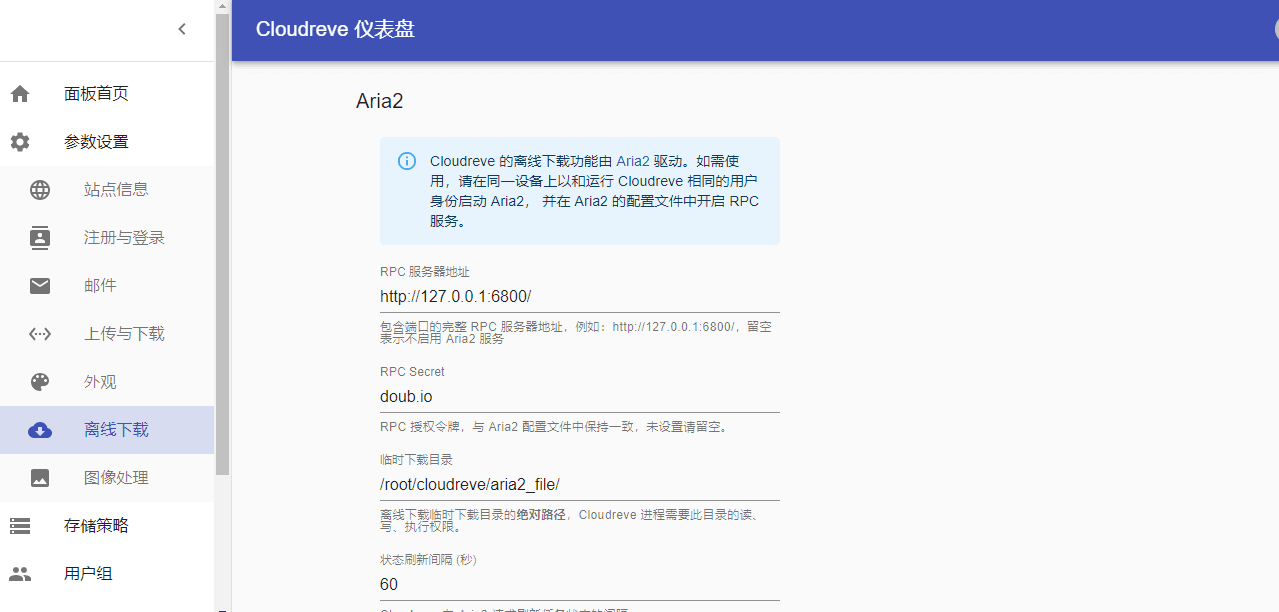 Cloudreve 仪表盘
面板首页
参数设置
站点信息
注册与登录
邮件
上传与下载
外观
离线下载
图像处理
存储策略
用户组
Aria2
Cloudreve 的离线下载功能由 Aria2 驱动。如需使
用，请在同一设备上以和运行 Cloudreve 相同的用户
身份启动 Aria2， 并在 Aria2 的配置文件中开启 RPC
服务。
RPC 服务器地址
http://127.0.0.1:6800/
包含端口的完整 RPC 服务器地址，例如：http://127.0.0.1:6800/，留空
表示不启用 Aria2 服务
RPC Secret
doub.io
RPC 授权令牌，与 Aria2 配置文件中保持一致，未设置请留空。
临时下载目录
/root/cloudreve/aria2_file/
离线下载临时下载目录的绝对路径，Cloudreve 进程需要此目录的读、
写、执行权限。
状态刷新间隔 (秒)
60